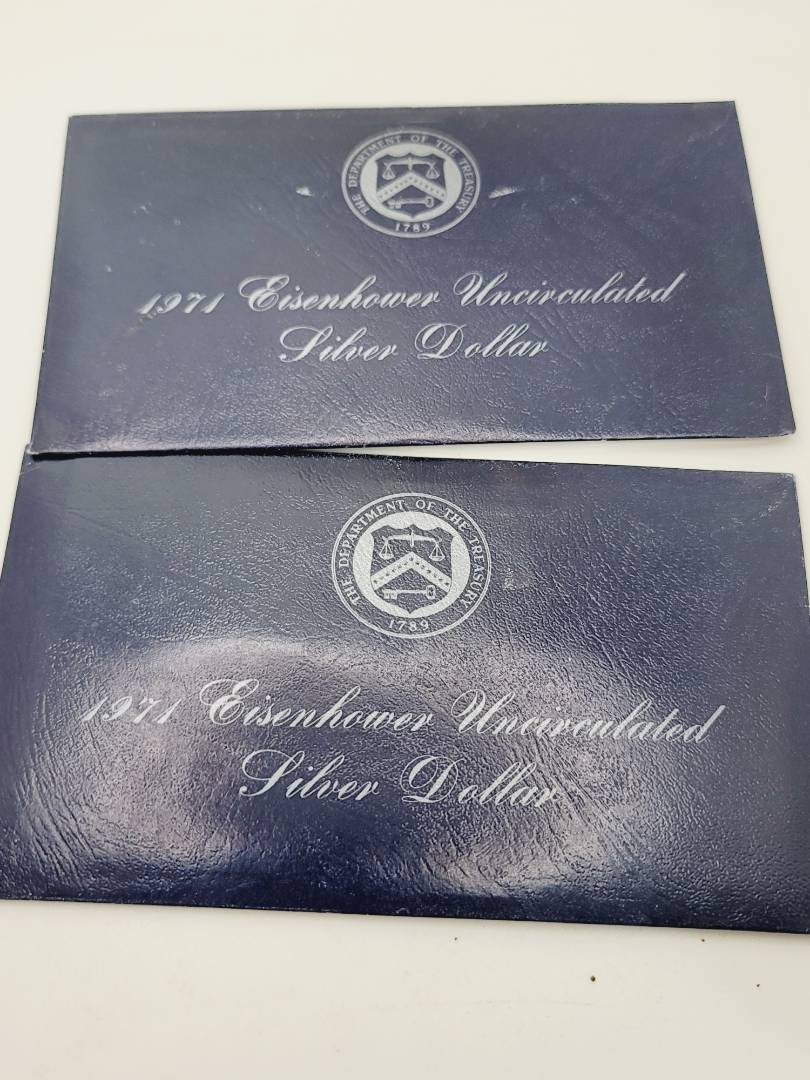 THE DEPARTMENT OF THE TREASURY
1789
1971 Eisenhower Uncirculated
Silver Dollar
THE DEPARTMENT OF THE TREASURY
1789
1971 Eisenhower Uncirculated
Silver Dollar